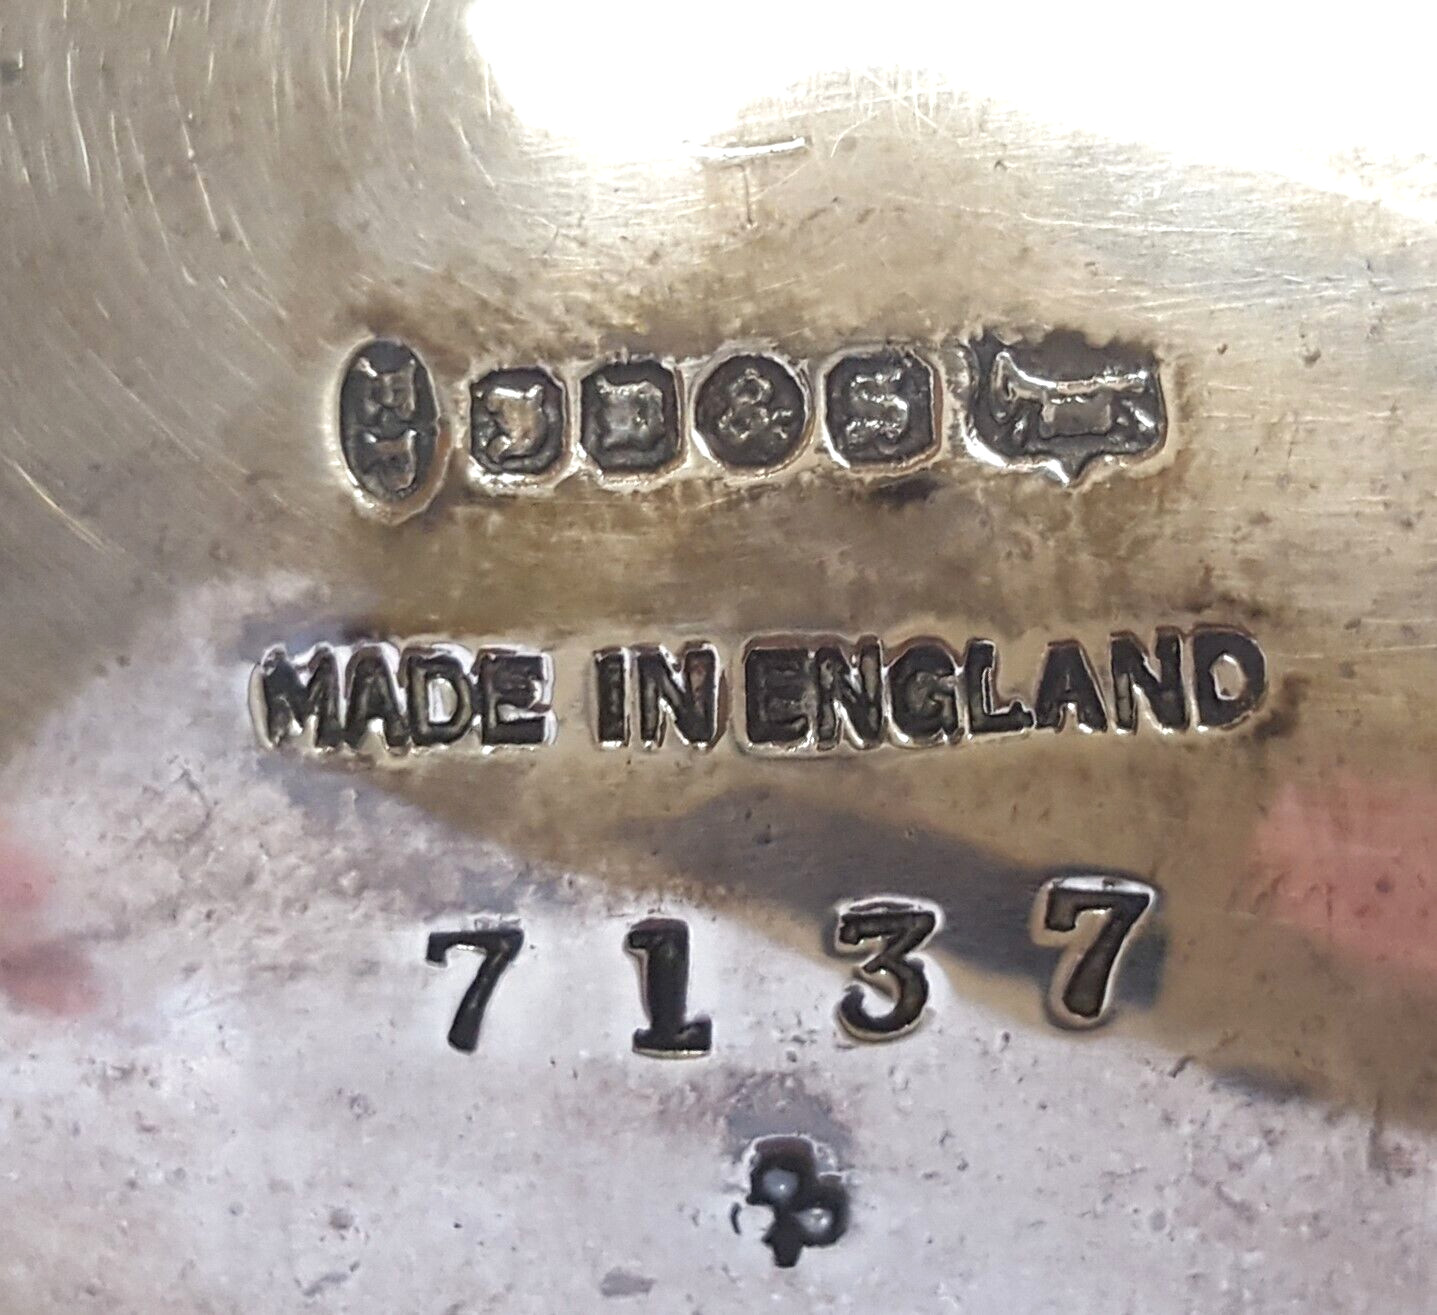 J D & S
MADE IN ENGLAND
7137